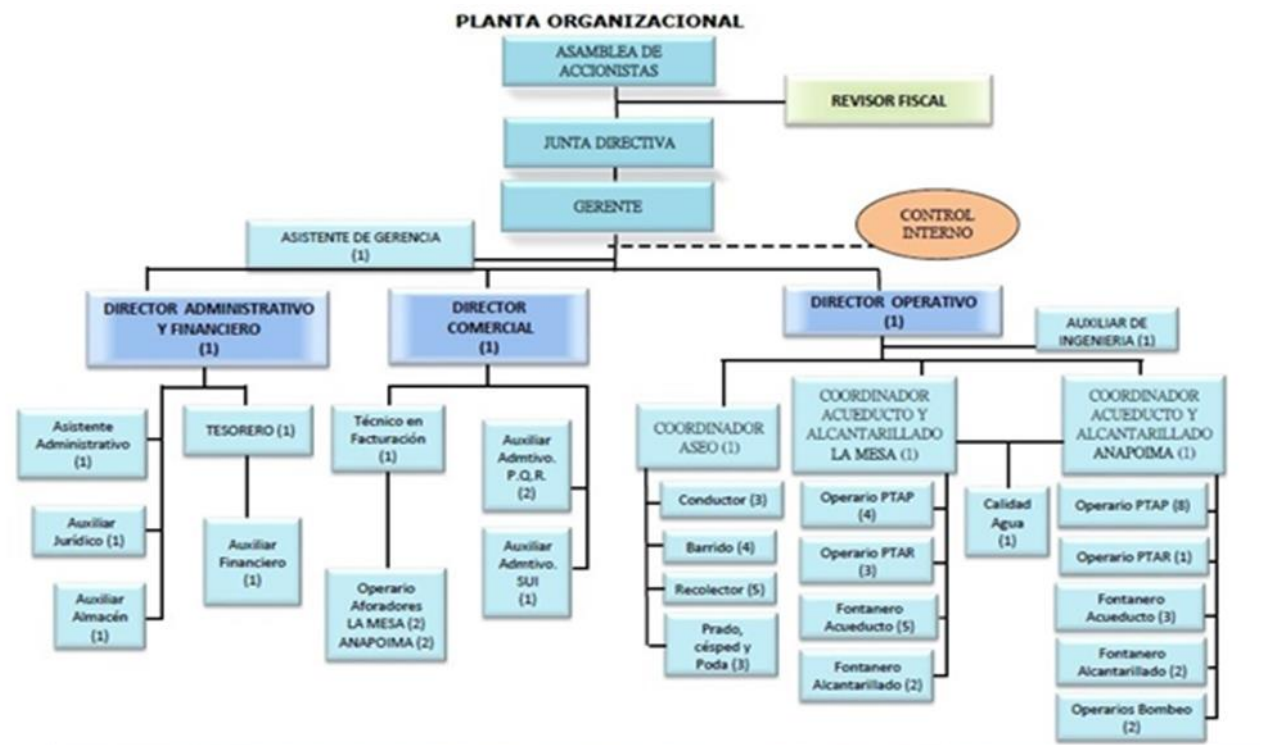 PLANTA ORGANIZACIONAL
ASAMBLEA DE
ACCIONISTAS
REVISOR FISCAL
JUNTA DIRECTIVA
GERENTE
CONTROL
INTERNO
ASISTENTE DE GERENCIA
(1)
DIRECTOR ADMINISTRATIVO
Y FINANCIERO
(1)
DIRECTOR
COMERCIAL
(1)
DIRECTOR OPERATIVO
(1)
AUXILIAR DE
INGENIERIA (1)
Asistente
Administrativo
(1)
TESORERO (1)
Auxiliar
Jurídico (1)
Auxiliar
Financiero
(1)
Auxiliar
Almacén
(1)
Técnico en
Facturación
(1)
Auxiliar
Admtivo.
P.Q.R.
(2)
Auxiliar
Admtivo.
SUI
(1)
Operario
Aforadores
LA MESA (2)
ANAPOIMA (2)
COORDINADOR
ASEO (1)
Conductor (3)
Barrido (4)
Recolector (5)
Prado,
césped y
Poda (3)
COORDINADOR
ACUEDUCTO Y
ALCANTARILLADO
LA MESA (1)
Operario PTAP
(4)
Operario PTAR
(3)
Fontanero
Acueducto (5)
Fontanero
Alcantarillado (2)
Calidad
Agua
(1)
COORDINADOR
ACUEDUCTO Y
ALCANTARILLADO
ANAPOIMA (1)
Operario PTAP (8)
Operario PTAR (1)
Fontanero
Acueducto (3)
Fontanero
Alcantarillado (2)
Operarios Bombeo
(2)